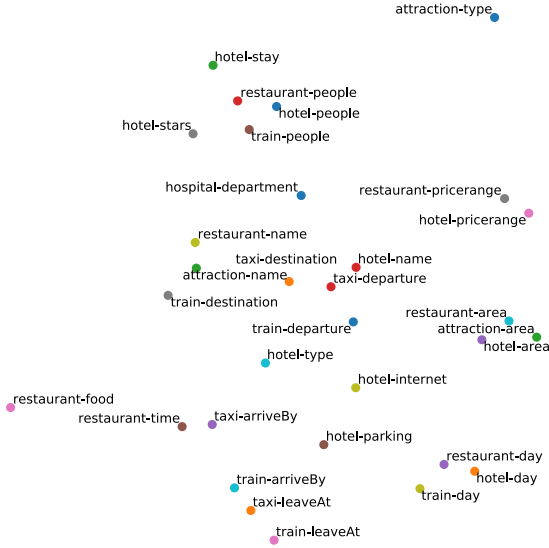 attraction-type
hotel-stay
restaurant-people
hotel-people
hotel-stars
train-people
hospital-department
restaurant-pricerange
hotel-pricerange
restaurant-name
taxi-destination
hotel-name
attraction-name
taxi-departure
train-destination
restaurant-area
train-departure
attraction-area
hotel-area
hotel-type
hotel-internet
restaurant-food
restaurant-time
taxi-arriveBy
hotel-parking
restaurant-day
train-arriveBy
hotel-day
taxi-leaveAt
train-day
train-leaveAt